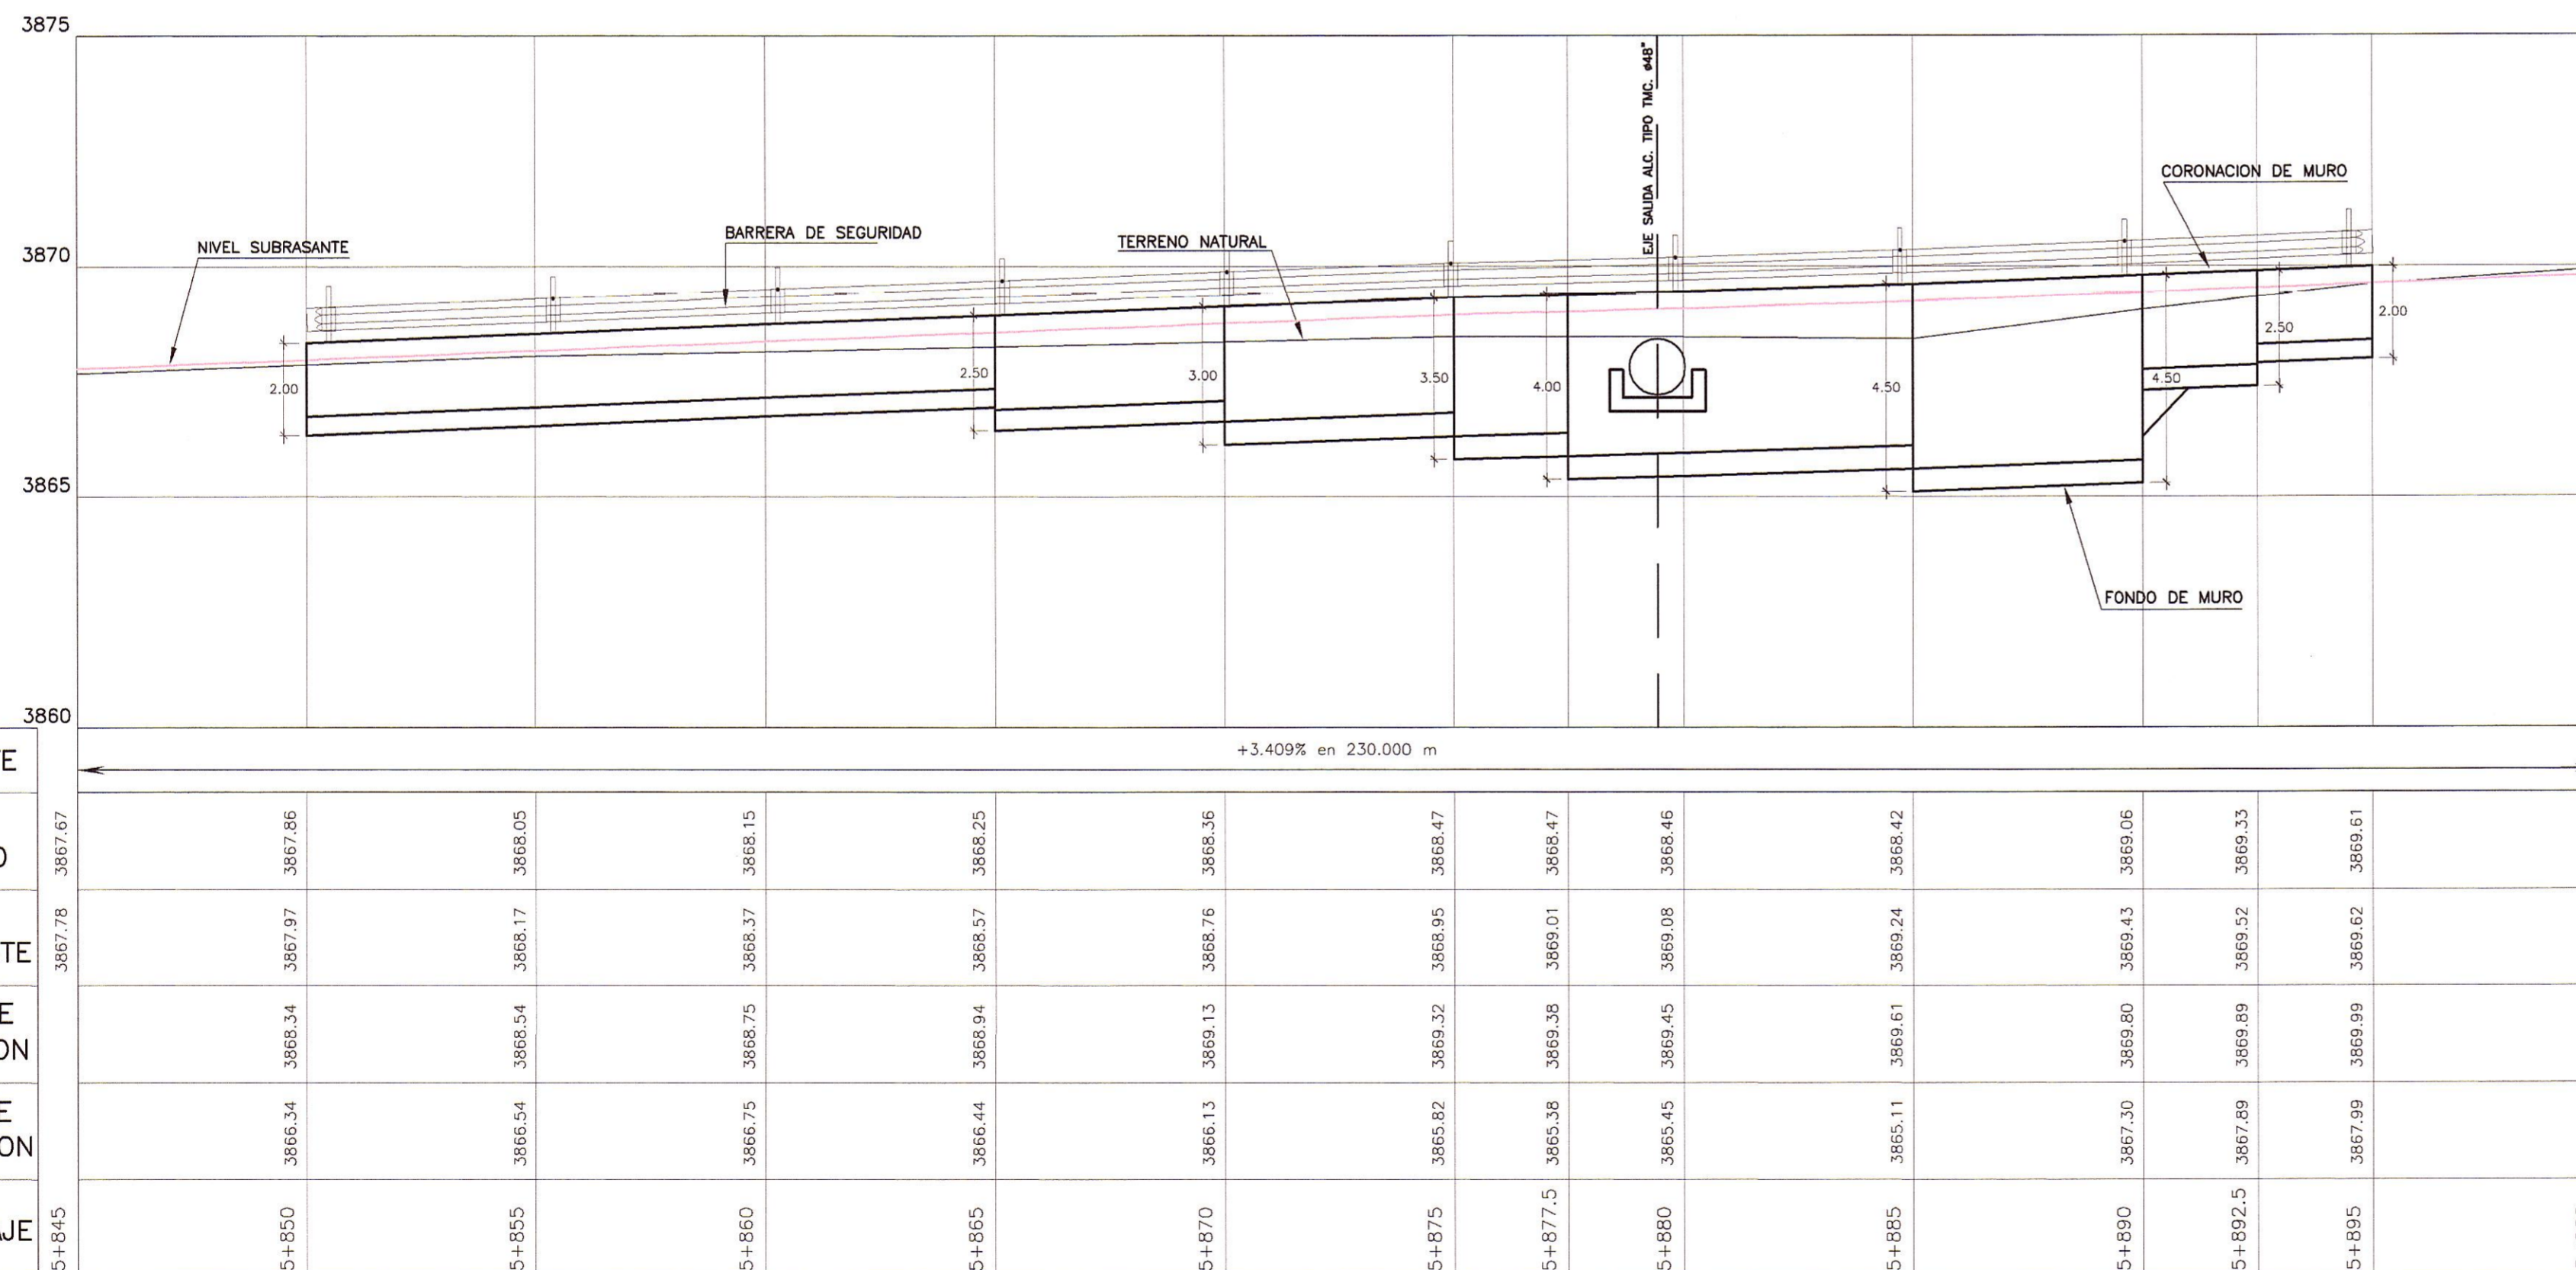 3875
EJE SALIDA ALC. TIPO TMC. ø48"
CORONACION DE MURO
BARRERA DE SEGURIDAD
TERRENO NATURAL
NIVEL SUBRASANTE
3870
2.00
2.50
3.00
3.50
4.00
4.50
4.50
2.50
2.00
3865
FONDO DE MURO
3860
TE
+3.409% en 230.000 m
O
3867.67 3867.86 3868.05 3868.15 3868.25 3868.36 3868.47 3868.47 3868.46 3868.42 3869.06 3869.33 3869.61
TE
3867.78 3867.97 3868.17 3868.37 3868.57 3868.76 3868.95 3869.01 3869.08 3869.24 3869.43 3869.52 3869.62
E
ON
3868.34 3868.54 3868.75 3868.94 3869.13 3869.32 3869.38 3869.45 3869.61 3869.80 3869.89 3869.99
E
ON
3866.34 3866.54 3866.75 3866.44 3866.13 3865.82 3865.38 3865.45 3865.11 3867.30 3867.89 3867.99
AJE
5+845 5+850 5+855 5+860 5+865 5+870 5+875 5+877.5 5+880 5+885 5+890 5+892.5 5+895